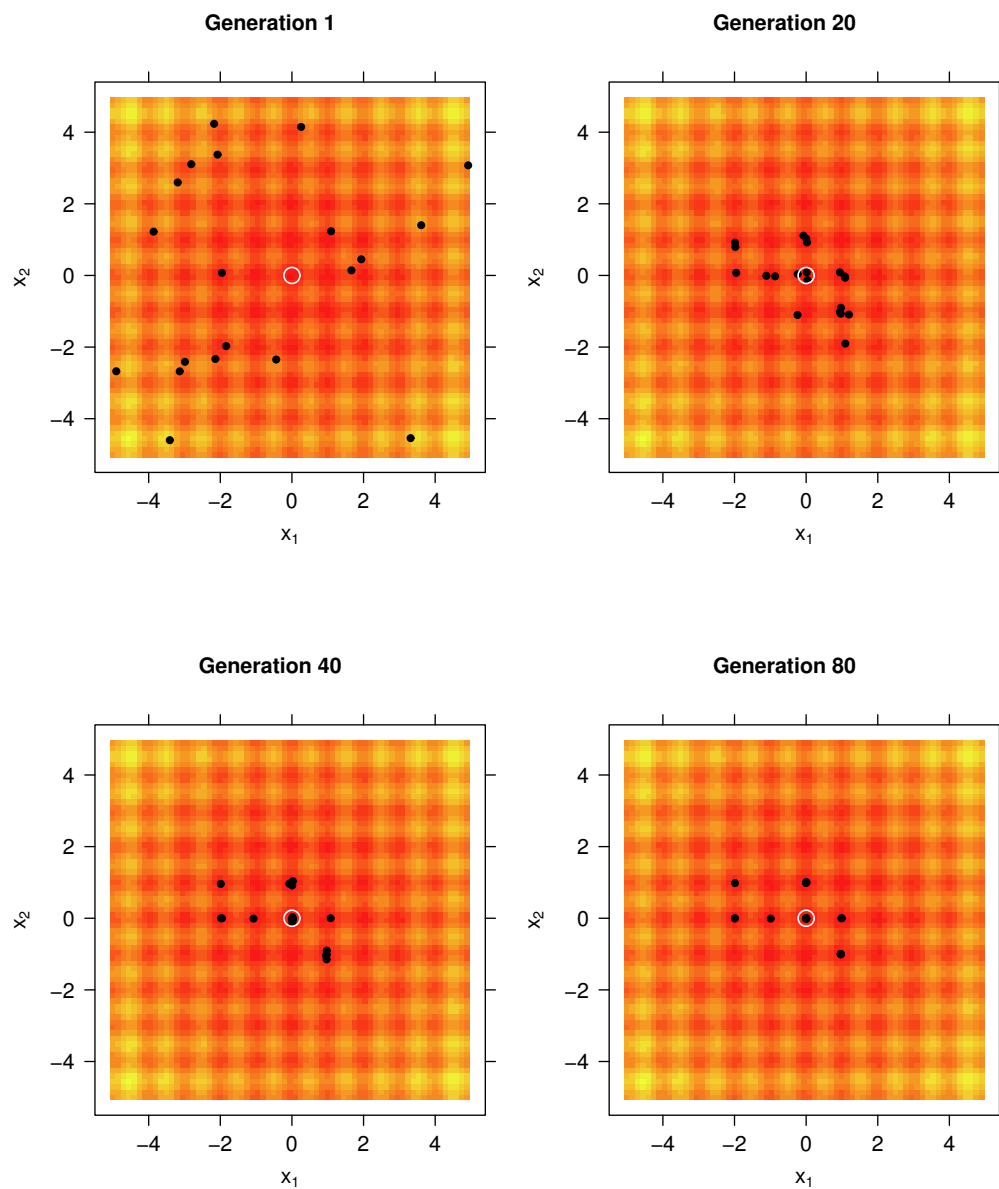 Generation 1
4
2
0
−2
−4
x₂
−4 −2 0 2 4
x₁
Generation 20
4
2
0
−2
−4
x₂
−4 −2 0 2 4
x₁
Generation 40
4
2
0
−2
−4
x₂
−4 −2 0 2 4
x₁
Generation 80
4
2
0
−2
−4
x₂
−4 −2 0 2 4
x₁